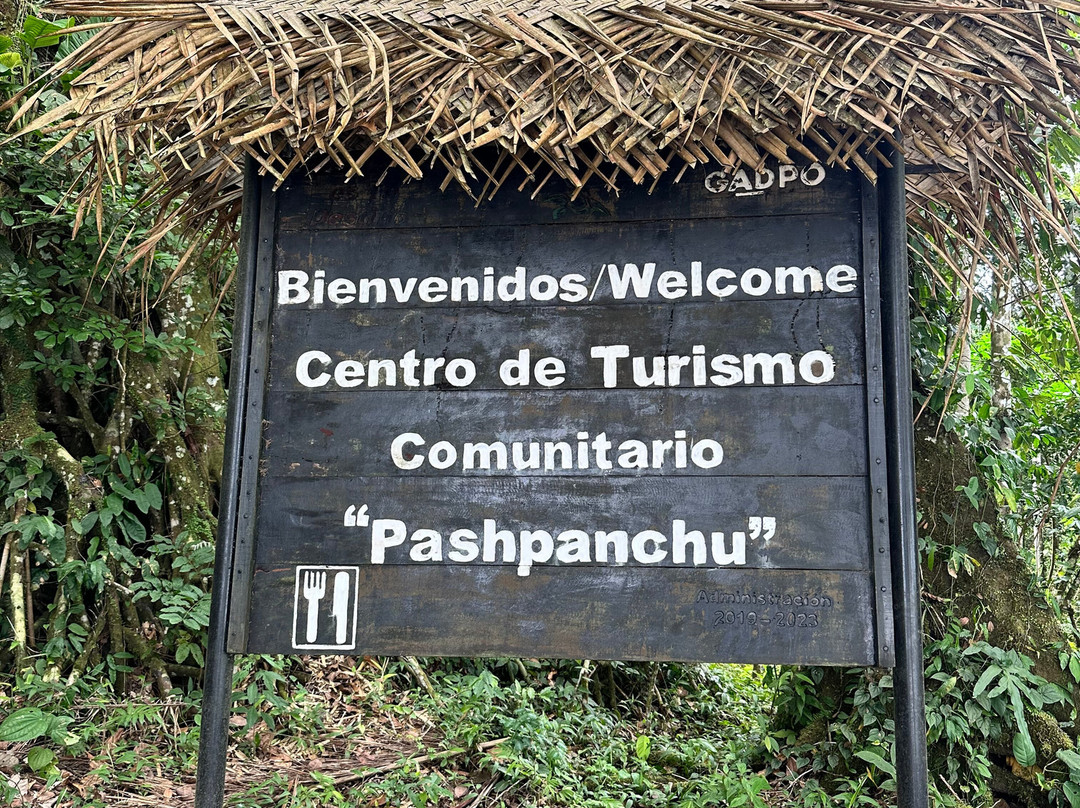 GADPO
Bienvenidos/Welcome
Centro de Turismo
Comunitario
“Pashpanchu”
Administración
2019-2023